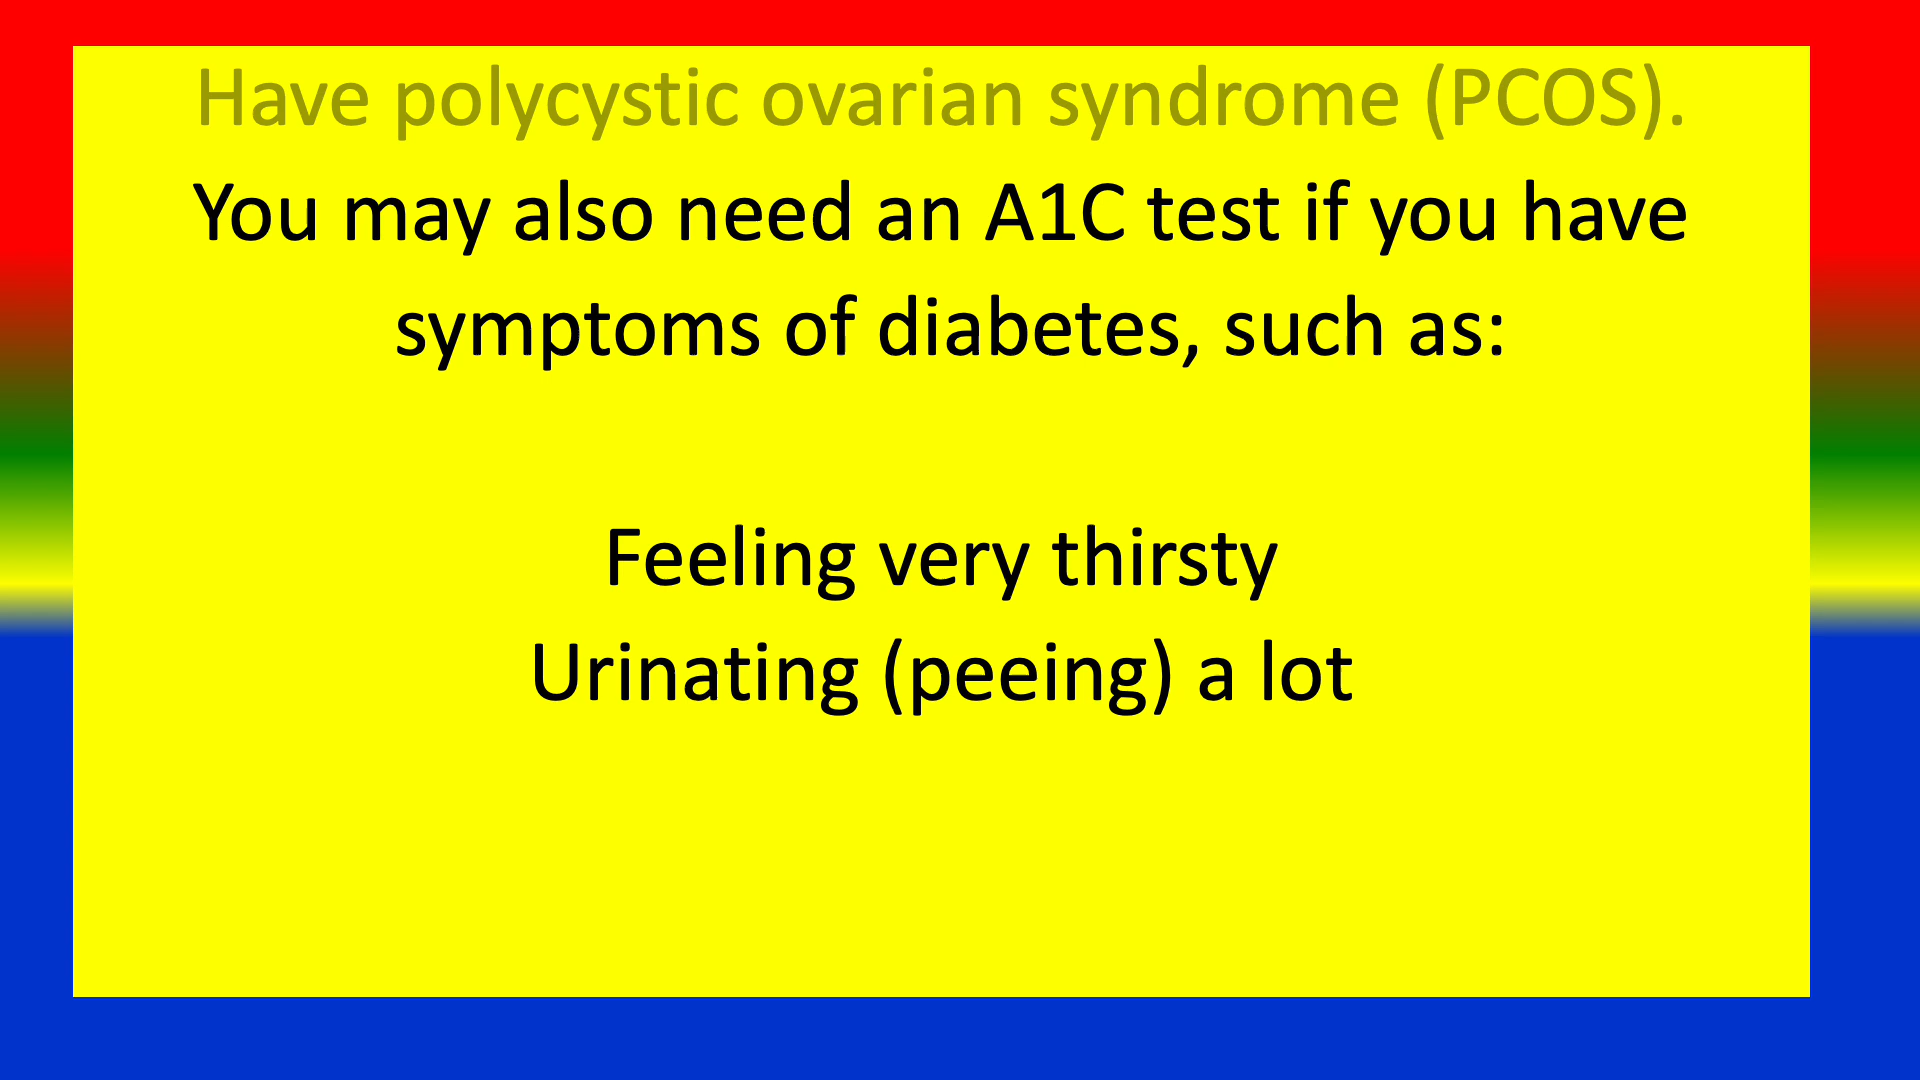 Have polycystic ovarian syndrome (PCOS).
You may also need an A1C test if you have
symptoms of diabetes, such as:
Feeling very thirsty
Urinating (peeing) a lot